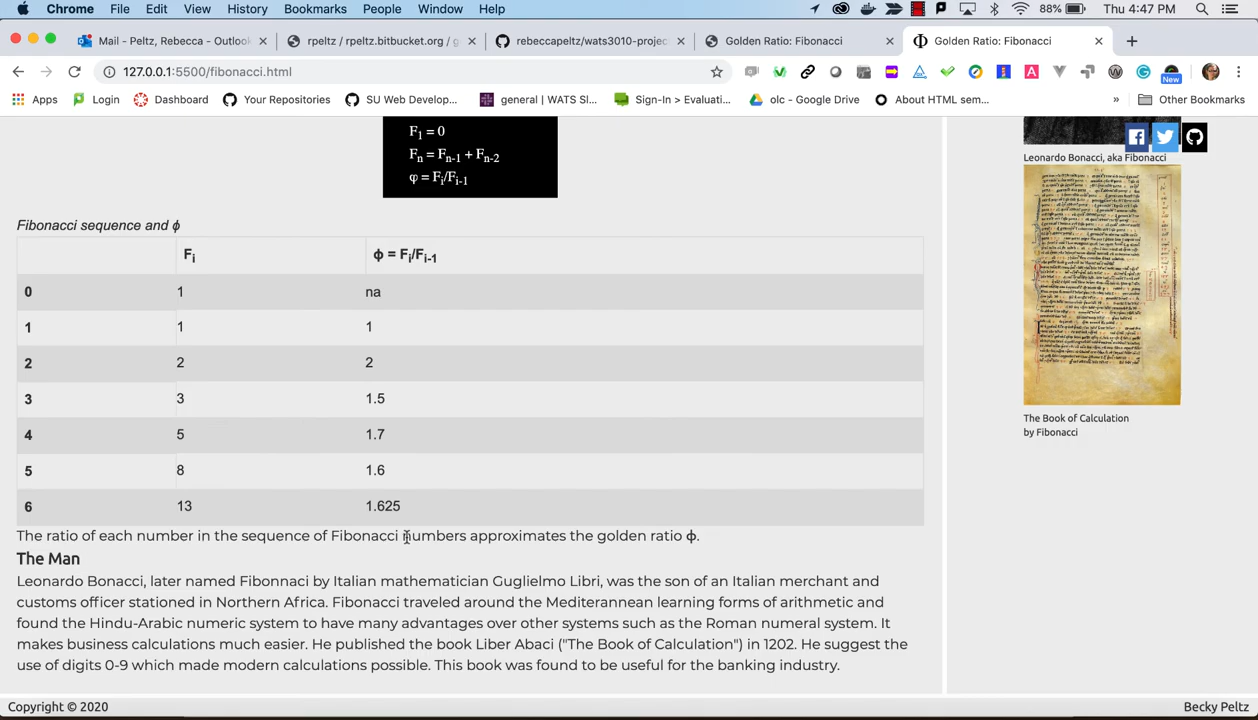 Chrome File Edit View History Bookmarks People Window Help 88% Thu 4:47 PM
Mail - Peltz, Rebecca - Outloo
rpeltz / rpeltz.bitbucket.org / g
rebeccapeltz/wats3010-projec
Golden Ratio: Fibonacci
Golden Ratio: Fibonacci
127.0.0.1:5500/fibonacci.html
New
Apps Login Dashboard Your Repositories SU Web Develop... general | WATS Sl... Sign-In > Evaluati... olc - Google Drive About HTML sem... » Other Bookmarks
F1 = 0
Fn = Fn-1 + Fn-2
φ = Fi/Fi-1
Fibonacci sequence and ϕ
Fi ϕ = Fi/Fi-1
0 1 na
1 1 1
2 2 2
3 3 1.5
4 5 1.7
5 8 1.6
6 13 1.625
The ratio of each number in the sequence of Fibonacci numbers approximates the golden ratio ϕ.
The Man
Leonardo Bonacci, later named Fibonnaci by Italian mathematician Guglielmo Libri, was the son of an Italian merchant and
customs officer stationed in Northern Africa. Fibonacci traveled around the Mediterannean learning forms of arithmetic and
found the Hindu-Arabic numeric system to have many advantages over other systems such as the Roman numeral system. It
makes business calculations much easier. He published the book Liber Abaci ("The Book of Calculation") in 1202. He suggest the
use of digits 0-9 which made modern calculations possible. This book was found to be useful for the banking industry.
Leonardo Bonacci, aka Fibonacci
The Book of Calculation
by Fibonacci
Copyright © 2020
Becky Peltz